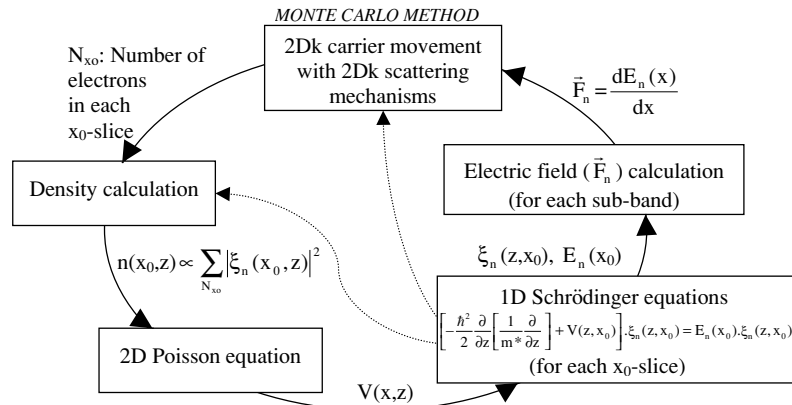 MONTE CARLO METHOD
2Dk carrier movement
with 2Dk scattering
mechanisms
Nₓₒ: Number of
electrons
in each
x₀-slice
F⃗ₙ = dEₙ(x)/dx
Density calculation
Electric field (F⃗ₙ) calculation
(for each sub-band)
n(x₀,z) ∝ ∑_{Nₓₒ} |ξₙ(x₀,z)|²
ξₙ(z,x₀), Eₙ(x₀)
1D Schrödinger equations
[-ħ²/2 ∂/∂z[1/m* ∂/∂z] + V(z,x₀)].ξₙ(z,x₀) = Eₙ(x₀).ξₙ(z,x₀)
(for each x₀-slice)
2D Poisson equation
V(x,z)